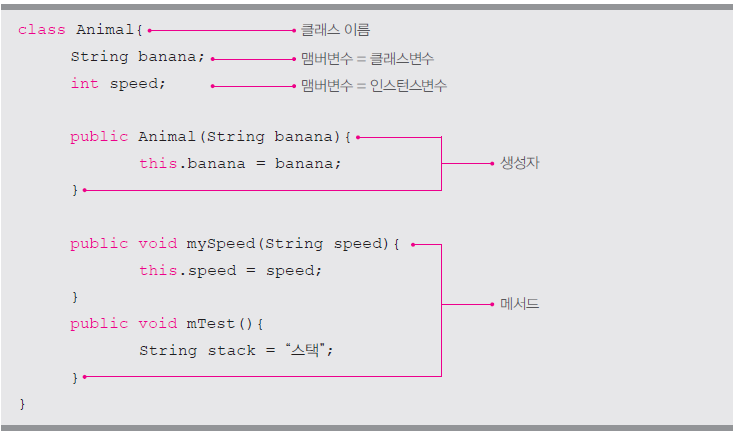 class Animal{ 클래스 이름
String banana; 맴버변수 = 클래스변수
int speed; 맴버변수 = 인스턴스변수
public Animal(String banana){
this.banana = banana;
생성자
}
public void mySpeed(String speed){
this.speed = speed;
}
메서드
public void mTest(){
String stack = “스택”;
}
}